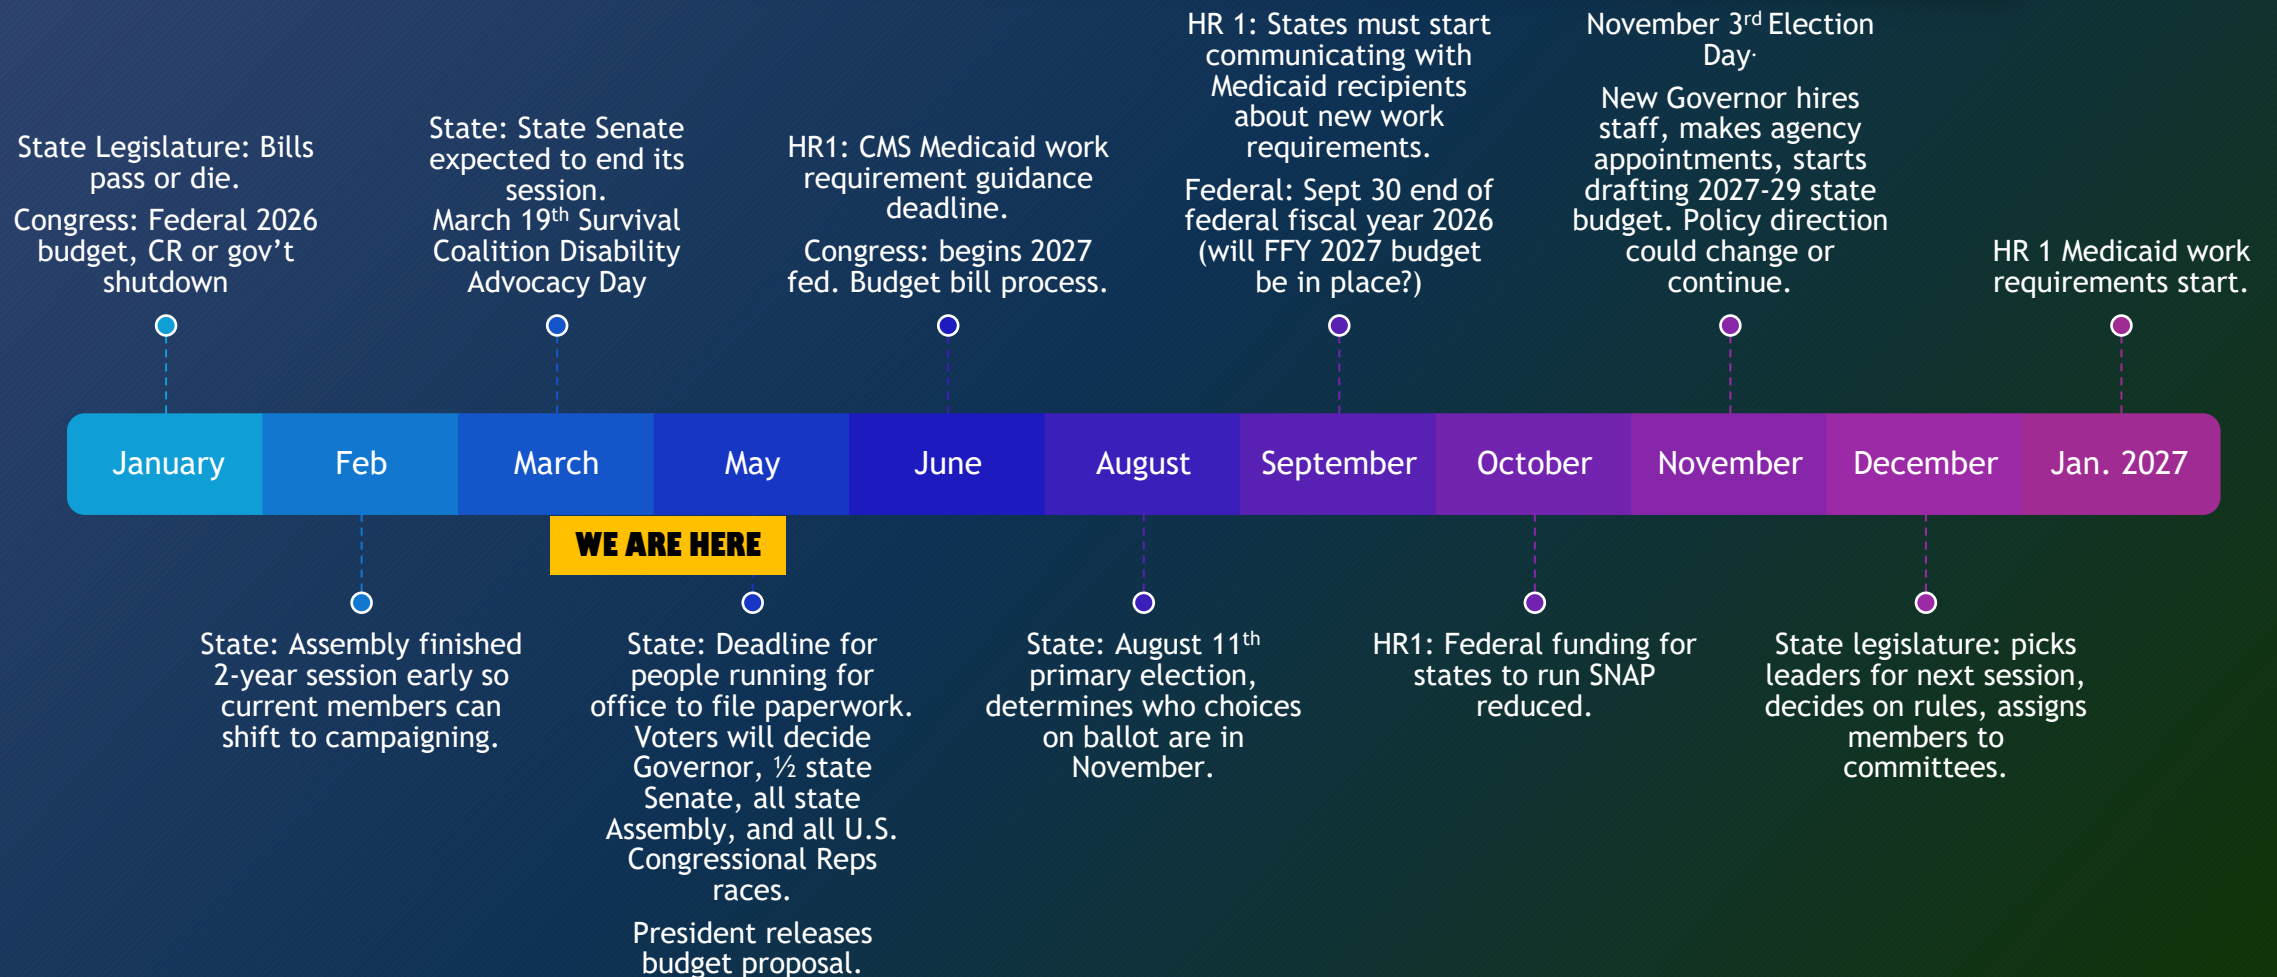 HR 1: States must start
communicating with
Medicaid recipients
about new work
requirements.
Federal: Sept 30 end of
federal fiscal year 2026
(will FFY 2027 budget
be in place?)
November 3rd Election
Day.
New Governor hires
staff, makes agency
appointments, starts
drafting 2027-29 state
budget. Policy direction
could change or
continue.
State Legislature: Bills
pass or die.
Congress: Federal 2026
budget, CR or gov’t
shutdown
State: State Senate
expected to end its
session.
March 19th Survival
Coalition Disability
Advocacy Day
HR1: CMS Medicaid work
requirement guidance
deadline.
Congress: begins 2027
fed. Budget bill process.
HR 1 Medicaid work
requirements start.
January
Feb
March
May
June
August
September
October
November
December
Jan. 2027
WE ARE HERE
State: Assembly finished
2-year session early so
current members can
shift to campaigning.
State: Deadline for
people running for
office to file paperwork.
Voters will decide
Governor, ½ state
Senate, all state
Assembly, and all U.S.
Congressional Reps
races.
President releases
budget proposal.
State: August 11th
primary election,
determines who choices
on ballot are in
November.
HR1: Federal funding for
states to run SNAP
reduced.
State legislature: picks
leaders for next session,
decides on rules, assigns
members to
committees.